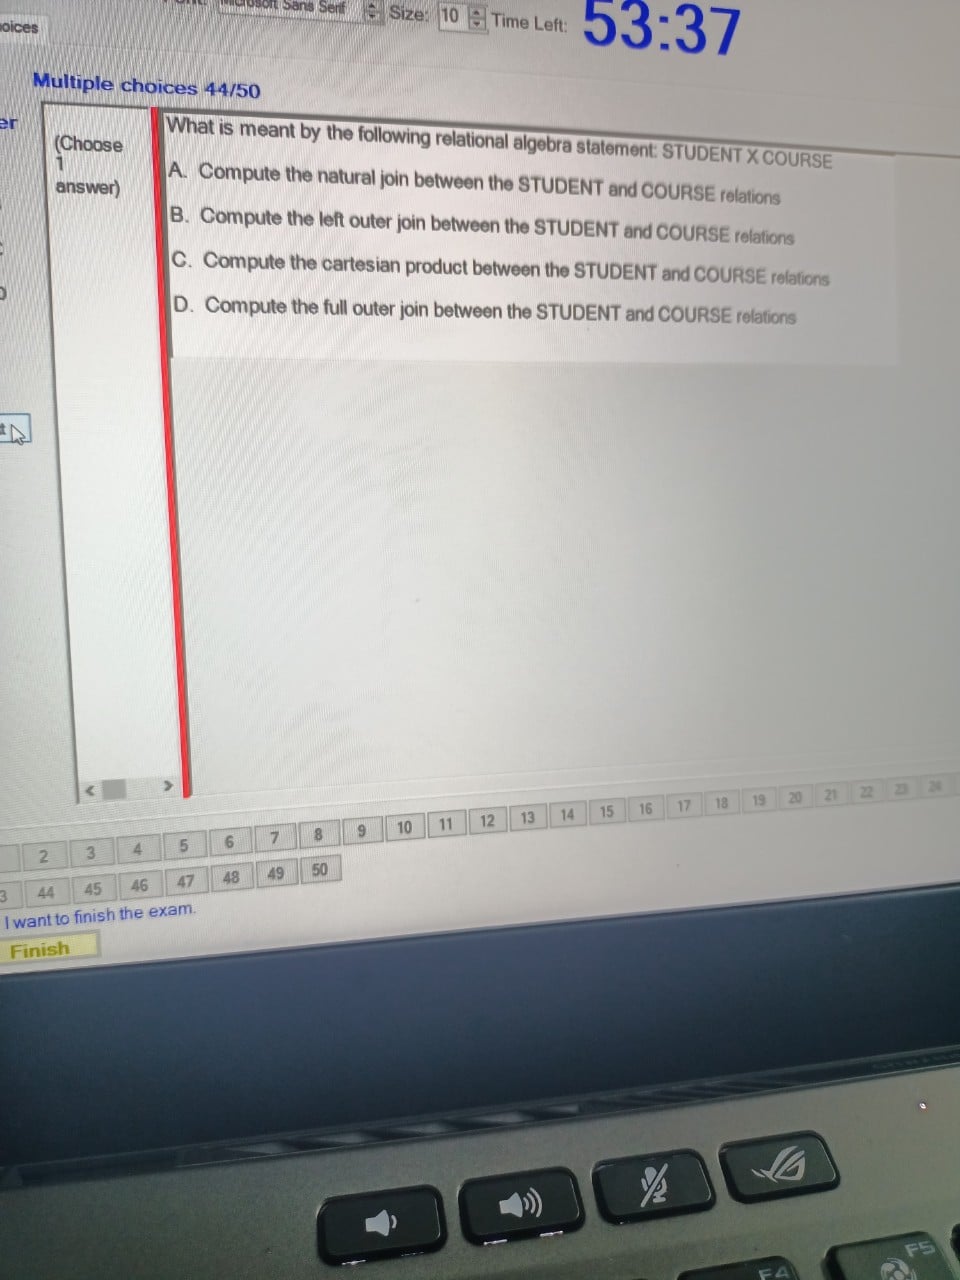 oices
Microsoft Sans Serif Size: 10 Time Left: 53:37
Multiple choices 44/50
er
(Choose
1
answer)
What is meant by the following relational algebra statement: STUDENT X COURSE
A. Compute the natural join between the STUDENT and COURSE relations
B. Compute the left outer join between the STUDENT and COURSE relations
C. Compute the cartesian product between the STUDENT and COURSE relations
D. Compute the full outer join between the STUDENT and COURSE relations
2 3 4 5 6 7 8 9 10 11 12 13 14 15 16 17 18 19 20 21 22 23 24
3 44 45 46 47 48 49 50
I want to finish the exam.
Finish
F4 F5